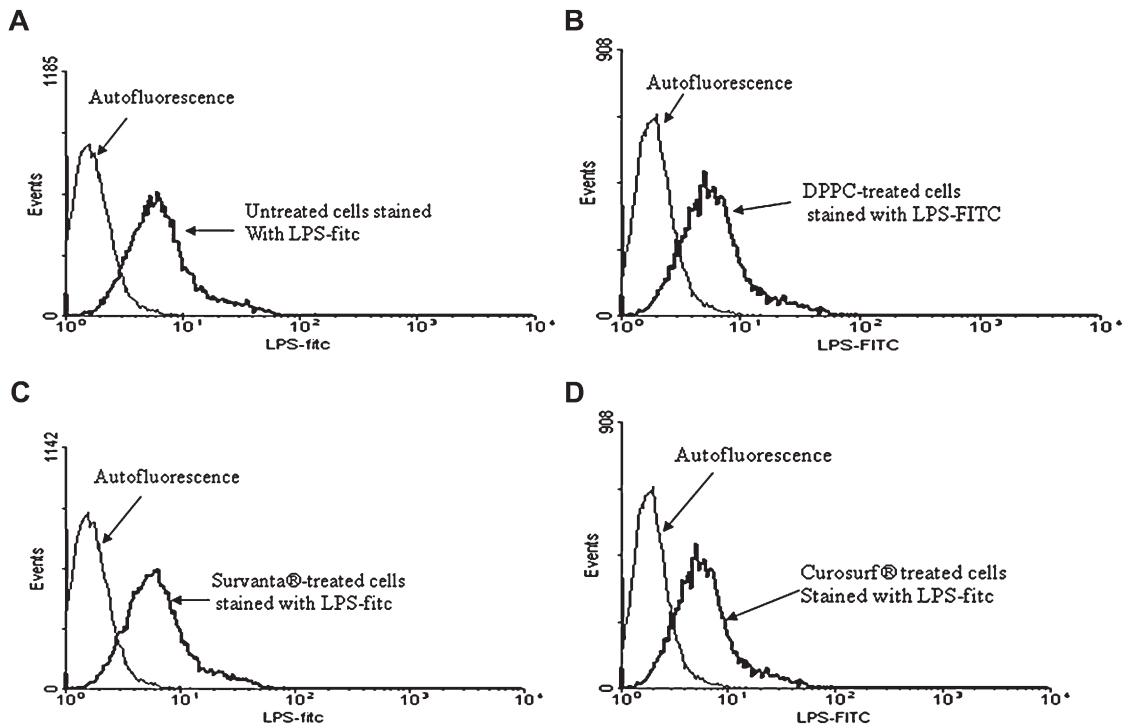 A
1185
Autofluorescence
Untreated cells stained
With LPS-fitc
Events
0
10⁰ 10¹ 10² 10³ 10⁴
LPS-fitc
B
908
Autofluorescence
DPPC-treated cells
stained with LPS-FITC
Events
0
10⁰ 10¹ 10² 10³ 10⁴
LPS-FITC
C
1142
Autofluorescence
Survanta®-treated cells
stained with LPS-fitc
Events
0
10⁰ 10¹ 10² 10³ 10⁴
LPS-fitc
D
908
Autofluorescence
Curosurf® treated cells
Stained with LPS-fitc
Events
0
10⁰ 10¹ 10² 10³ 10⁴
LPS-FITC